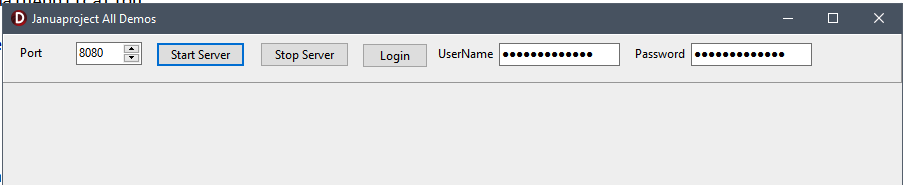 Januaproject All Demos
Port 8080 Start Server Stop Server Login UserName ●●●●●●●●●●●●● Password ●●●●●●●●●●●●●